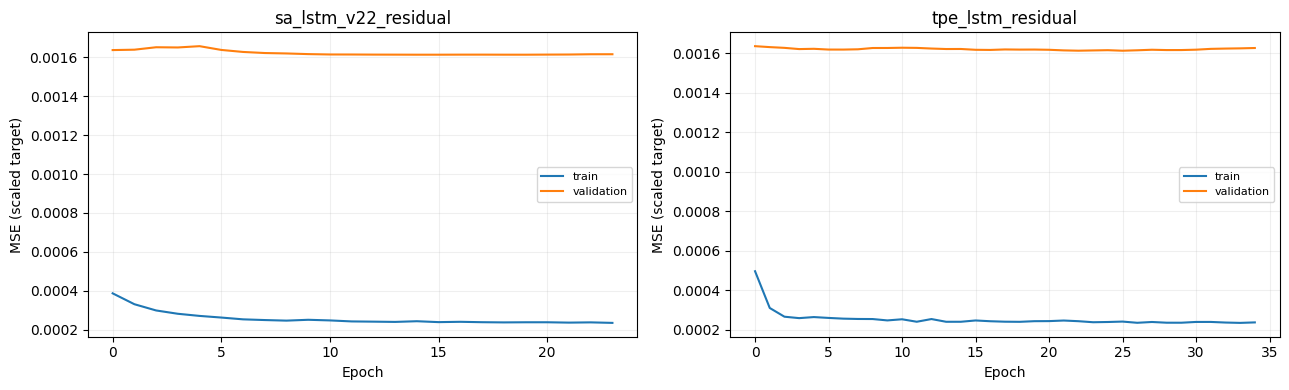 sa_lstm_v22_residual
MSE (scaled target)
0.0016
0.0014
0.0012
0.0010
0.0008
0.0006
0.0004
0.0002
train
validation
0 5 10 15 20
Epoch
tpe_lstm_residual
MSE (scaled target)
0.0016
0.0014
0.0012
0.0010
0.0008
0.0006
0.0004
0.0002
train
validation
0 5 10 15 20 25 30 35
Epoch